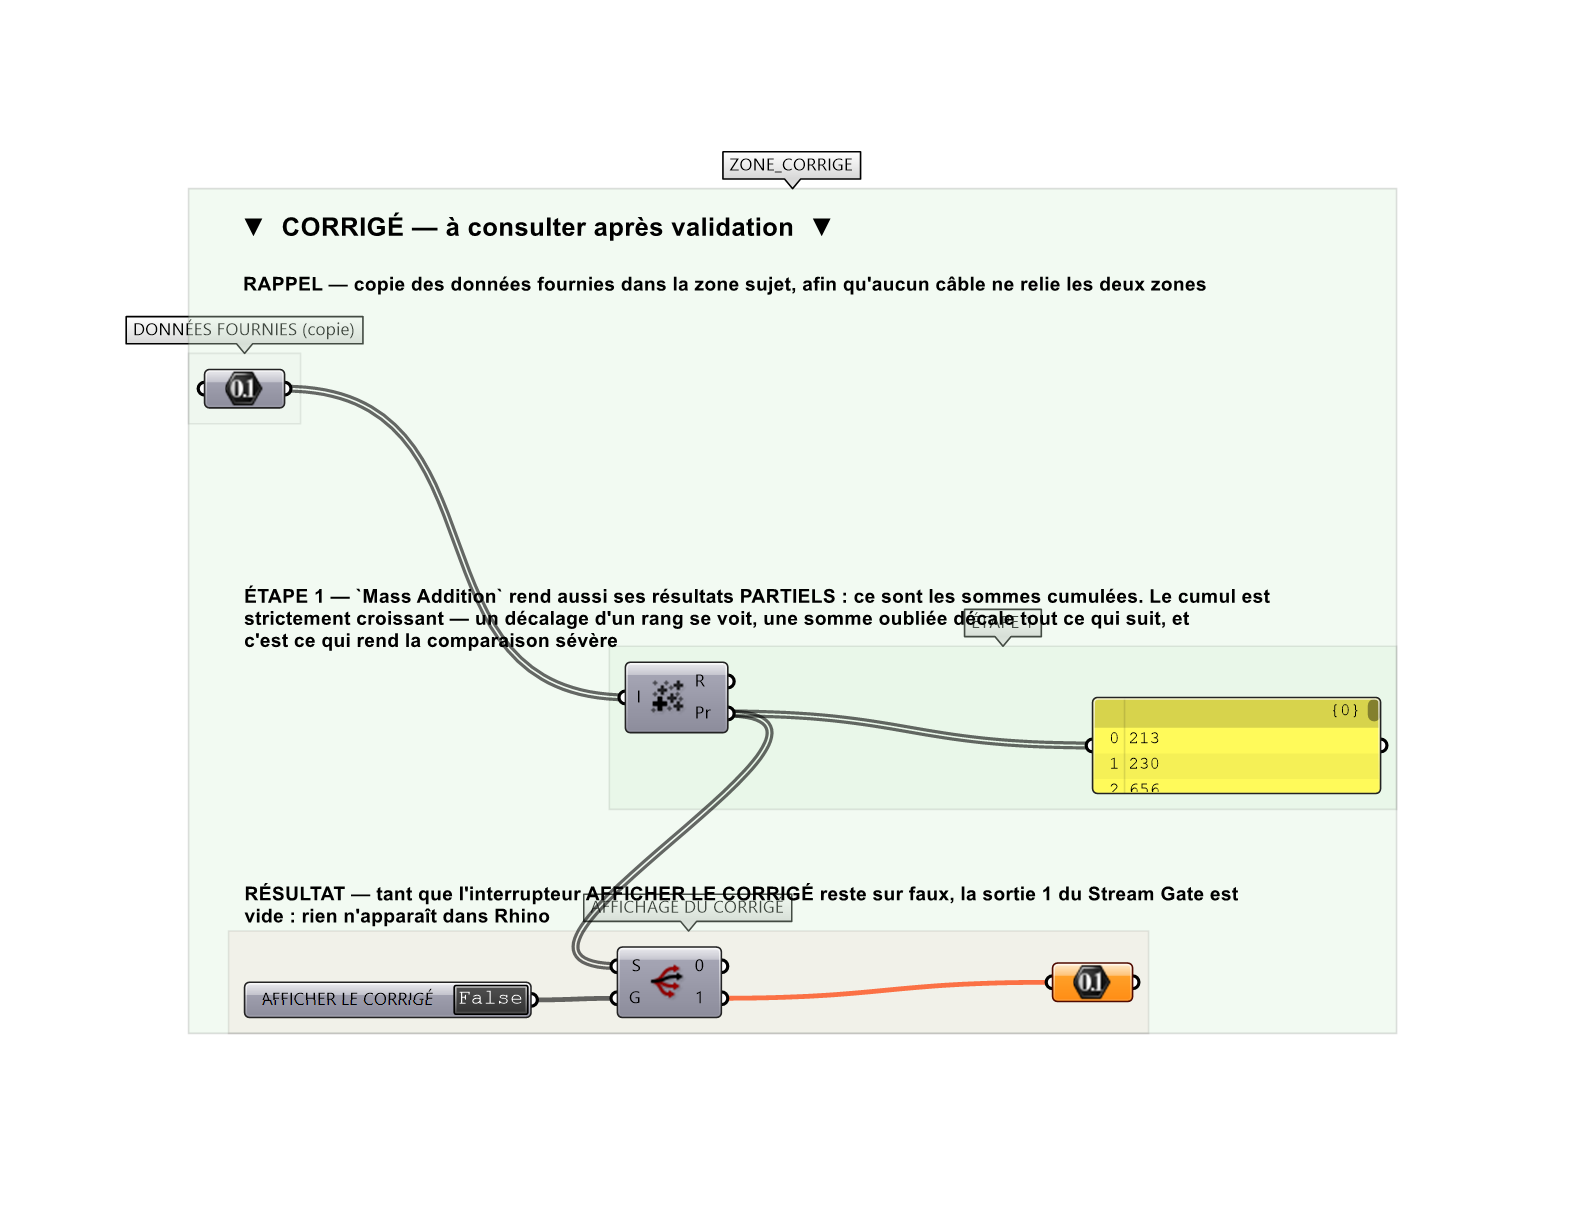 ZONE_CORRIGE
▼ CORRIGÉ — à consulter après validation ▼
RAPPEL — copie des données fournies dans la zone sujet, afin qu'aucun câble ne relie les deux zones
DONNÉES FOURNIES (copie)
0.1
ÉTAPE 1 — `Mass Addition` rend aussi ses résultats PARTIELS : ce sont les sommes cumulées. Le cumul est
strictement croissant — un décalage d'un rang se voit, une somme oubliée décale tout ce qui suit, et
c'est ce qui rend la comparaison sévère
ÉTAPE 1
I
R
Pr
{0}
0 213
1 230
2 656
RÉSULTAT — tant que l'interrupteur AFFICHER LE CORRIGÉ reste sur faux, la sortie 1 du Stream Gate est
vide : rien n'apparaît dans Rhino
AFFICHAGE DU CORRIGÉ
AFFICHER LE CORRIGÉ False
S 0
G 1
0.1